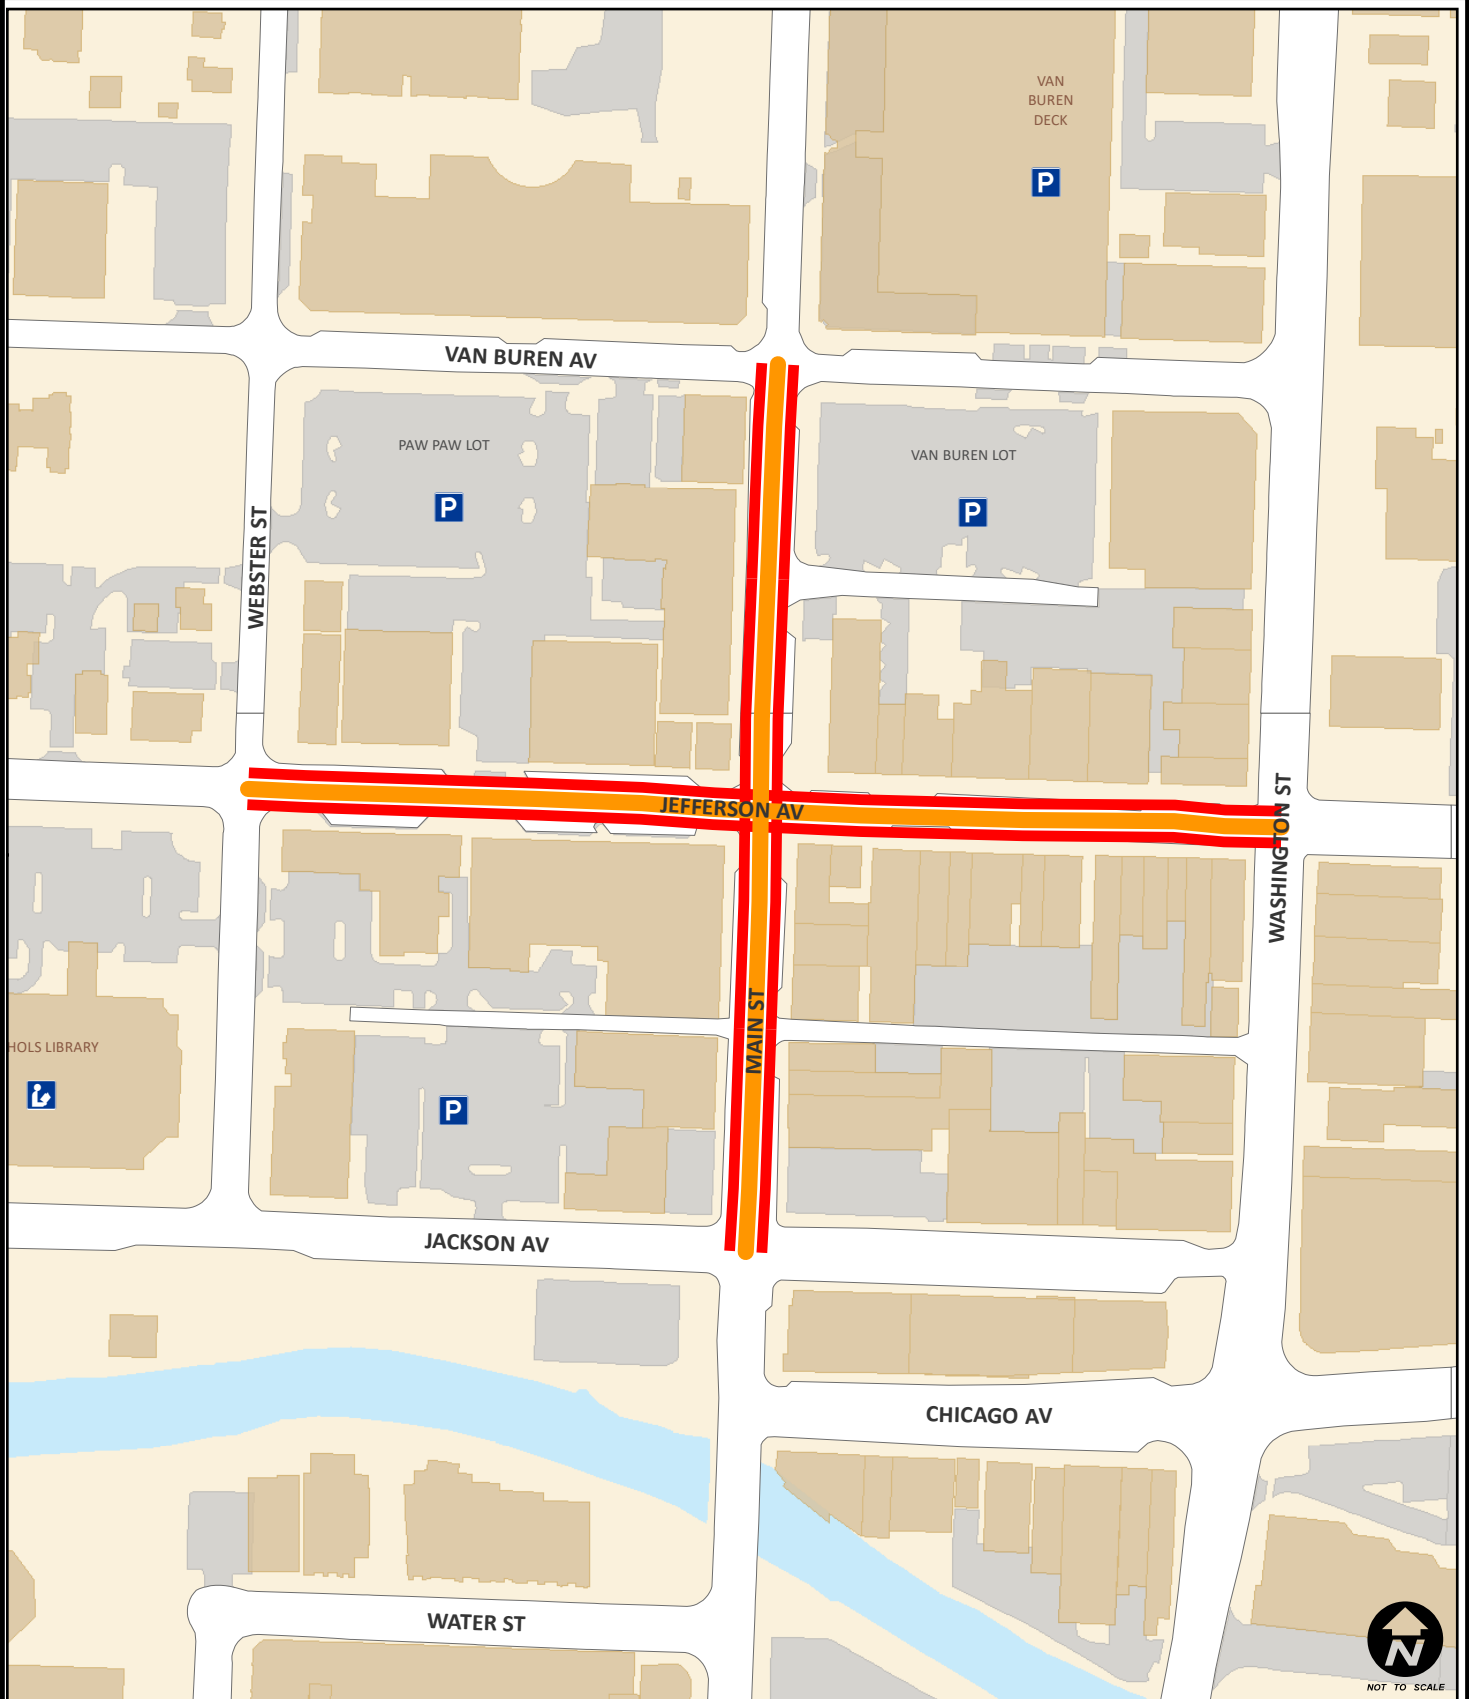 VAN
BUREN
DECK
P
VAN BUREN AV
PAW PAW LOT
P
VAN BUREN LOT
P
WEBSTER ST
JEFFERSON AV
WASHINGTON ST
MAIN ST
HOLS LIBRARY
P
JACKSON AV
CHICAGO AV
WATER ST
N
NOT TO SCALE